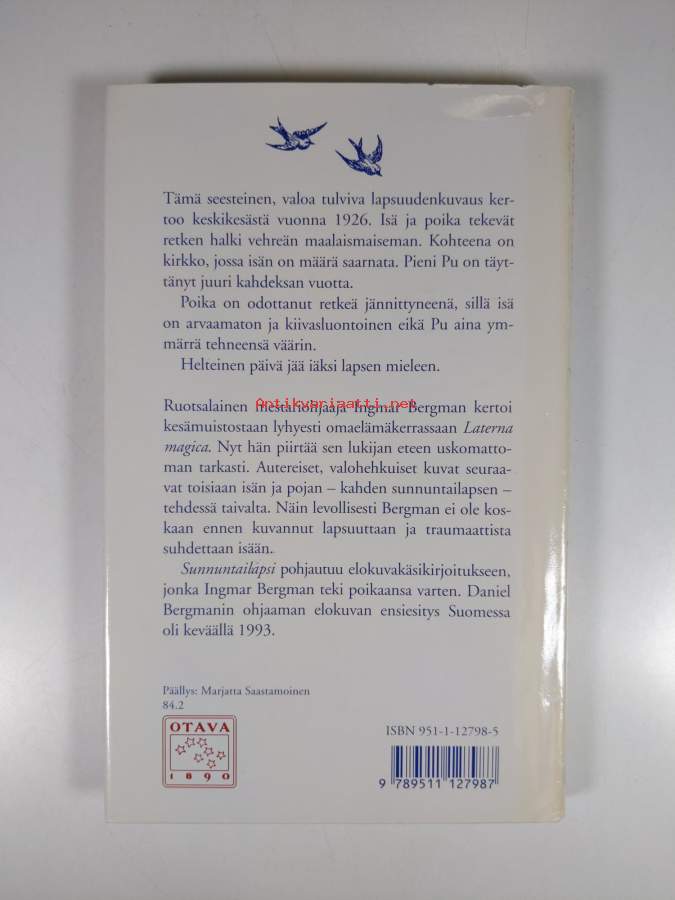 Tämä seesteinen, valoa tulviva lapsuudenkuvaus ker-
too keskikesästä vuonna 1926. Isä ja poika tekevät
retken halki vehreän maalaismaiseman. Kohteena on
kirkko, jossa isän on määrä saarnata. Pieni Pu on täyt-
tänyt juuri kahdeksan vuotta.
Poika on odottanut retkeä jännittyneenä, sillä isä
on arvaamaton ja kiivasluontoinen eikä Pu aina ym-
märrä tehneensä väärin.
Helteinen päivä jää iäksi lapsen mieleen.
Antikvariaatti.net
Ruotsalainen mestariohjaaja Ingmar Bergman kertoi
kesämuistostaan lyhyesti omaelämäkerrassaan Laterna
magica. Nyt hän piirtää sen lukijan eteen uskomatto-
man tarkasti. Autereiset, valohehkuiset kuvat seuraa-
vat toisiaan isän ja pojan – kahden sunnuntailapsen –
tehdessä taivalta. Näin levollisesti Bergman ei ole kos-
kaan ennen kuvannut lapsuuttaan ja traumaattista
suhdettaan isään.
Sunnuntailapsi pohjautuu elokuvakäsikirjoitukseen,
jonka Ingmar Bergman teki poikaansa varten. Daniel
Bergmanin ohjaaman elokuvan ensiesitys Suomessa
oli keväällä 1993.
Päällys: Marjatta Saastamoinen
84.2
OTAVA
1890
ISBN 951-1-12798-5
9 789511 127987